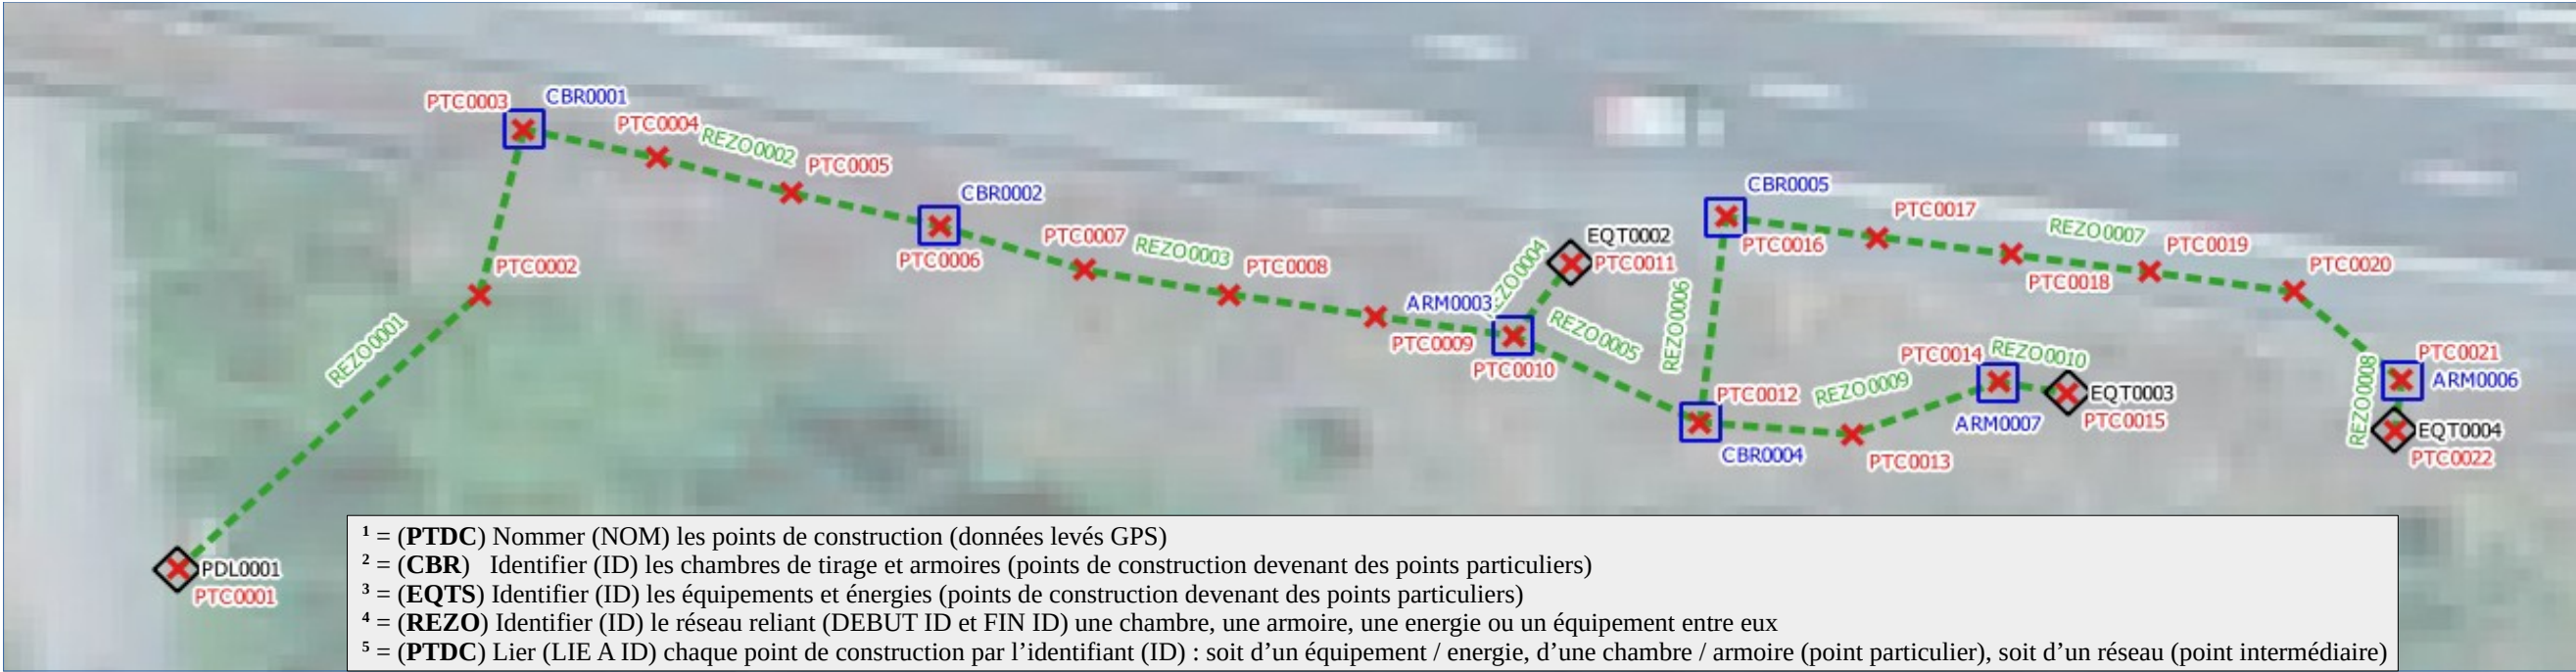 PTC0003
CBR0001
PTC0004
REZO0002
PTC0005
CBR0002
PTC0006
PTC0002
REZO0001
PDL0001
PTC0001
PTC0007
REZO0003
PTC0008
ARM0003
PTC0009
PTC0010
EZO0004
EQT0002
PTC0011
REZO0005
REZO0006
CBR0005
PTC0016
PTC0017
REZO0007
PTC0018
PTC0019
PTC0020
PTC0012
CBR0004
REZO0009
PTC0013
PTC0014
REZO0010
ARM0007
EQT0003
PTC0015
PTC0021
ARM0006
REZO0008
EQT0004
PTC0022
1 = (PTDC) Nommer (NOM) les points de construction (données levés GPS)
2 = (CBR) Identifier (ID) les chambres de tirage et armoires (points de construction devenant des points particuliers)
3 = (EQTS) Identifier (ID) les équipements et énergies (points de construction devenant des points particuliers)
4 = (REZO) Identifier (ID) le réseau reliant (DEBUT ID et FIN ID) une chambre, une armoire, une energie ou un équipement entre eux
5 = (PTDC) Lier (LIE A ID) chaque point de construction par l'identifiant (ID) : soit d'un équipement / energie, d'une chambre / armoire (point particulier), soit d'un réseau (point intermédiaire)